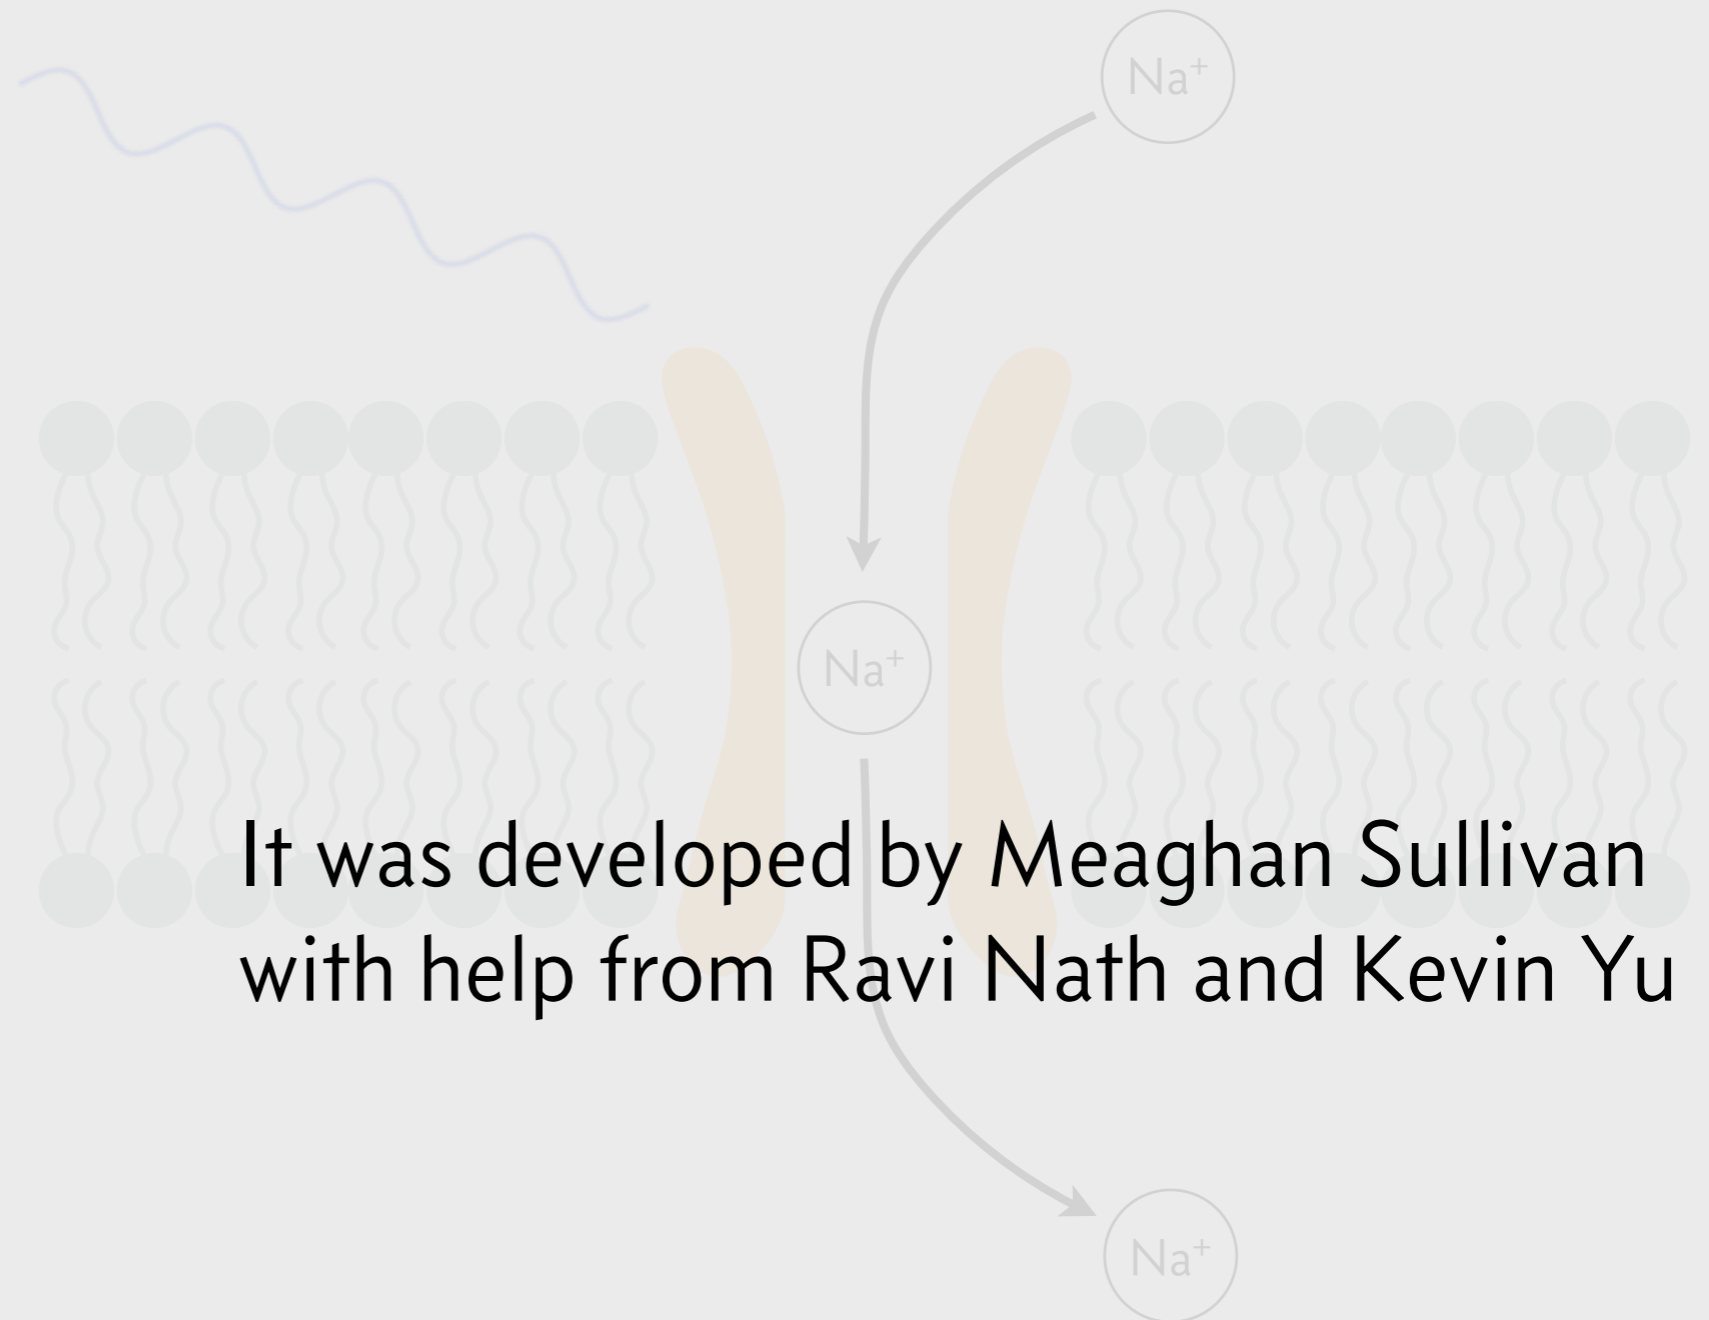 Na⁺
Na⁺
It was developed by Meaghan Sullivan
with help from Ravi Nath and Kevin Yu
Na⁺